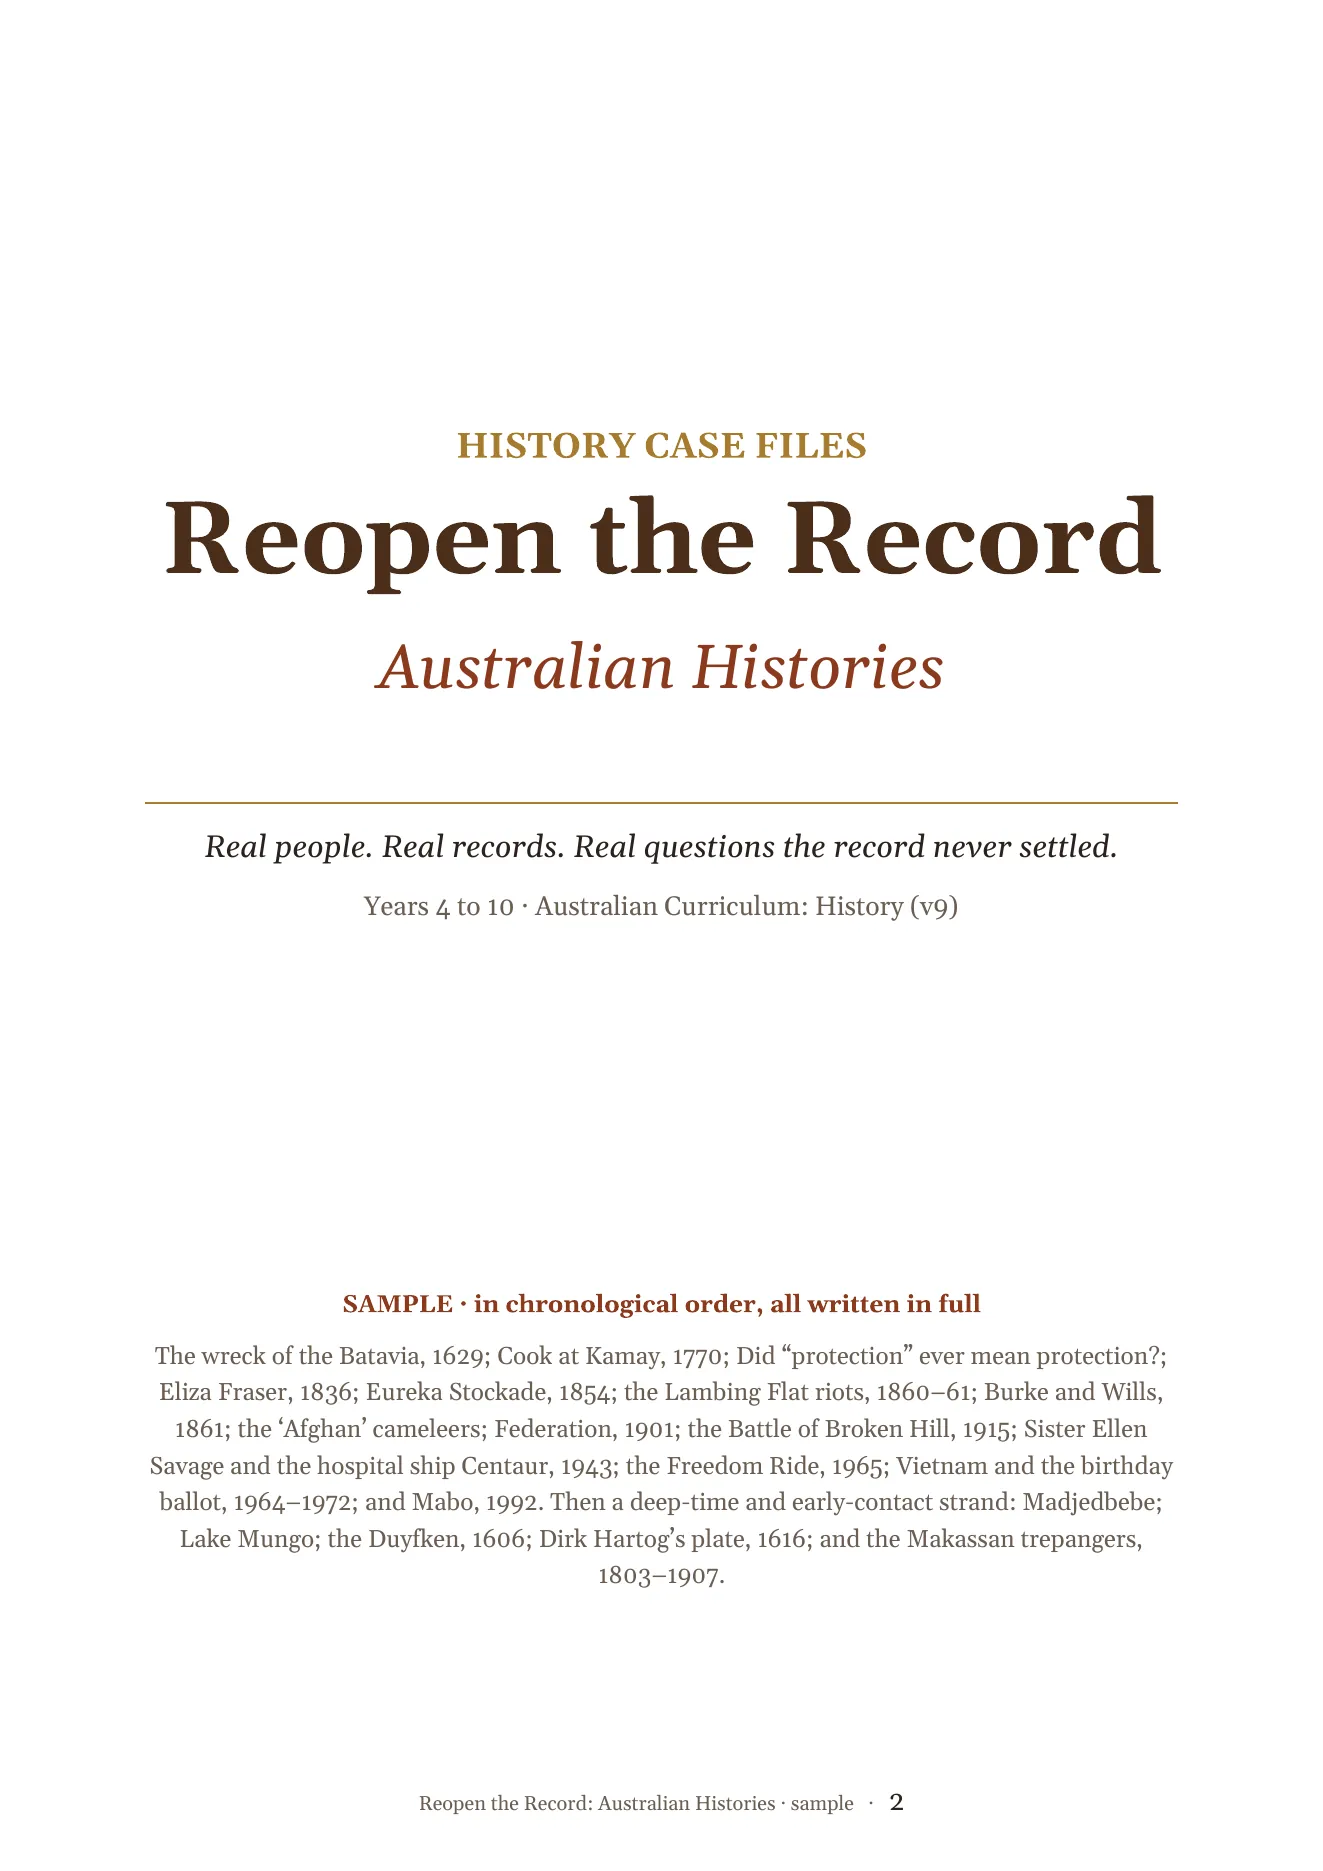 HISTORY CASE FILES
Reopen the Record
Australian Histories
Real people. Real records. Real questions the record never settled.
Years 4 to 10 · Australian Curriculum: History (v9)
SAMPLE · in chronological order, all written in full
The wreck of the Batavia, 1629; Cook at Kamay, 1770; Did “protection” ever mean protection?;
Eliza Fraser, 1836; Eureka Stockade, 1854; the Lambing Flat riots, 1860–61; Burke and Wills,
1861; the ‘Afghan’ cameleers; Federation, 1901; the Battle of Broken Hill, 1915; Sister Ellen
Savage and the hospital ship Centaur, 1943; the Freedom Ride, 1965; Vietnam and the birthday
ballot, 1964–1972; and Mabo, 1992. Then a deep-time and early-contact strand: Madjedbebe;
Lake Mungo; the Duyfken, 1606; Dirk Hartog’s plate, 1616; and the Makassan trepangers,
1803–1907.
Reopen the Record: Australian Histories · sample · 2